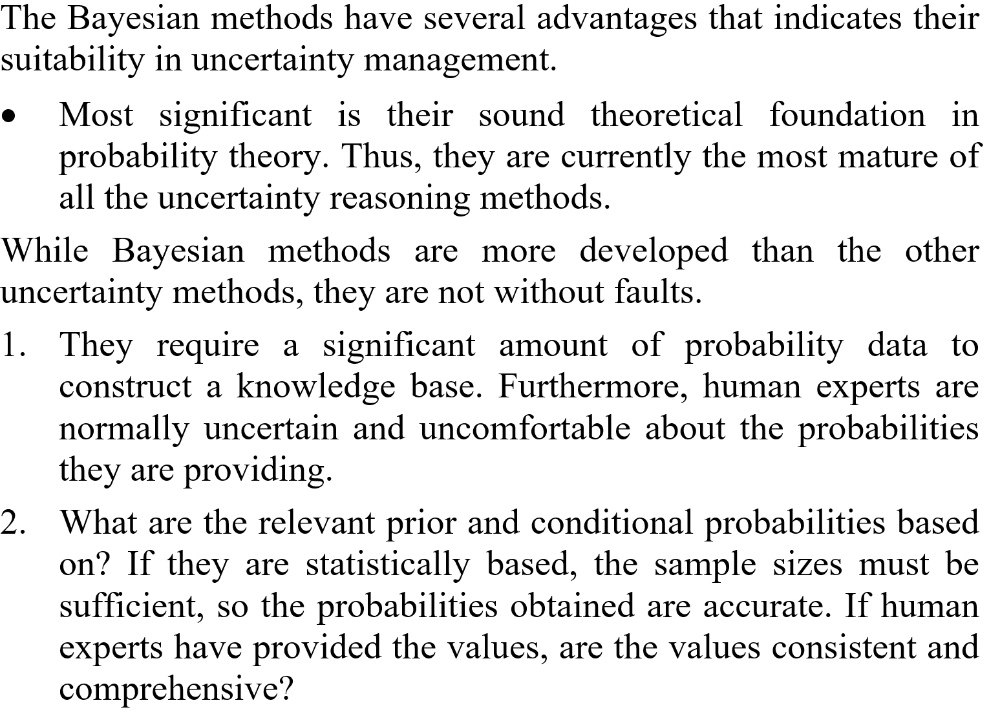 The Bayesian methods have several advantages that indicates their
suitability in uncertainty management.
• Most significant is their sound theoretical foundation in
probability theory. Thus, they are currently the most mature of
all the uncertainty reasoning methods.
While Bayesian methods are more developed than the other
uncertainty methods, they are not without faults.
1. They require a significant amount of probability data to
construct a knowledge base. Furthermore, human experts are
normally uncertain and uncomfortable about the probabilities
they are providing.
2. What are the relevant prior and conditional probabilities based
on? If they are statistically based, the sample sizes must be
sufficient, so the probabilities obtained are accurate. If human
experts have provided the values, are the values consistent and
comprehensive?